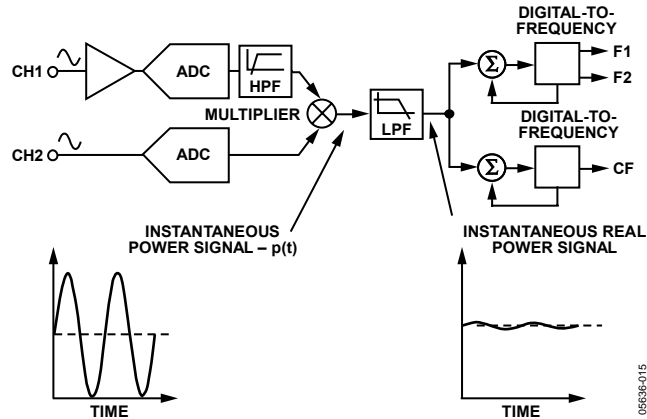 DIGITAL-TO-
FREQUENCY
F1
F2
CH1
ADC
HPF
MULTIPLIER
LPF
Σ
DIGITAL-TO-
FREQUENCY
CH2
ADC
Σ
CF
INSTANTANEOUS
POWER SIGNAL – p(t)
INSTANTANEOUS REAL
POWER SIGNAL
TIME
TIME
05636-015